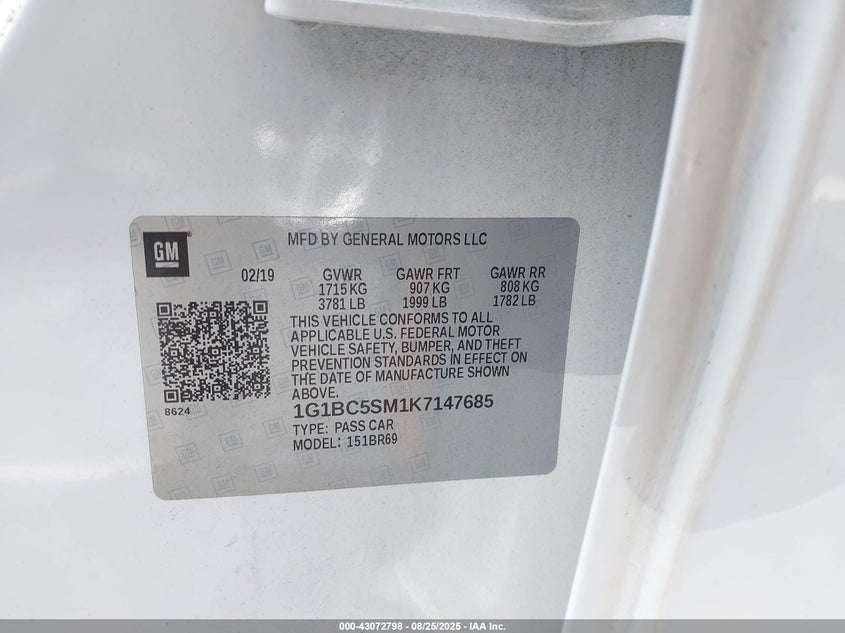 GM
MFD BY GENERAL MOTORS LLC
02/19 GVWR GAWR FRT GAWR RR
1715 KG 907 KG 808 KG
3781 LB 1999 LB 1782 LB
THIS VEHICLE CONFORMS TO ALL
APPLICABLE U.S. FEDERAL MOTOR
VEHICLE SAFETY, BUMPER, AND THEFT
PREVENTION STANDARDS IN EFFECT ON
THE DATE OF MANUFACTURE SHOWN
ABOVE.
8624
1G1BC5SM1K7147685
TYPE: PASS CAR
MODEL: 151BR69
000-43072798 - 08/25/2025 - IAA Inc.